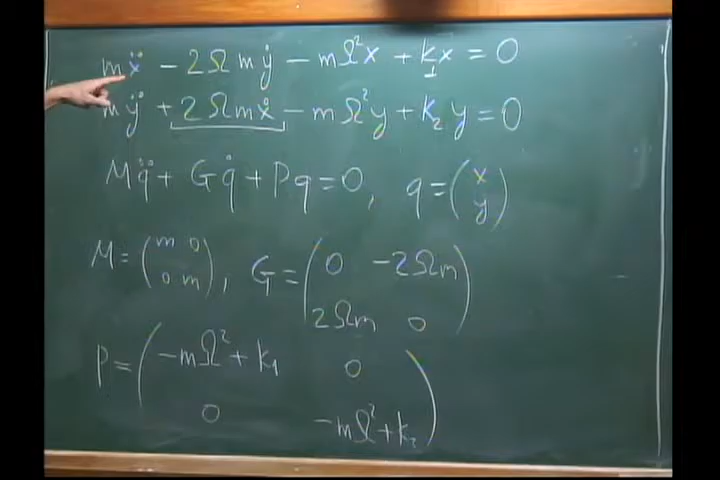 mẍ − 2Ωmẏ − mΩ²x + k₁x = 0
mÿ + 2Ωmẋ − mΩ²y + k₂y = 0
Mq̈ + Gq̇ + Pq = 0, q = (x y)
M = (m 0 0 m), G = (0 −2Ωm 2Ωm 0)
P = (−mΩ² + k₁ 0 0 −mΩ² + k₂)